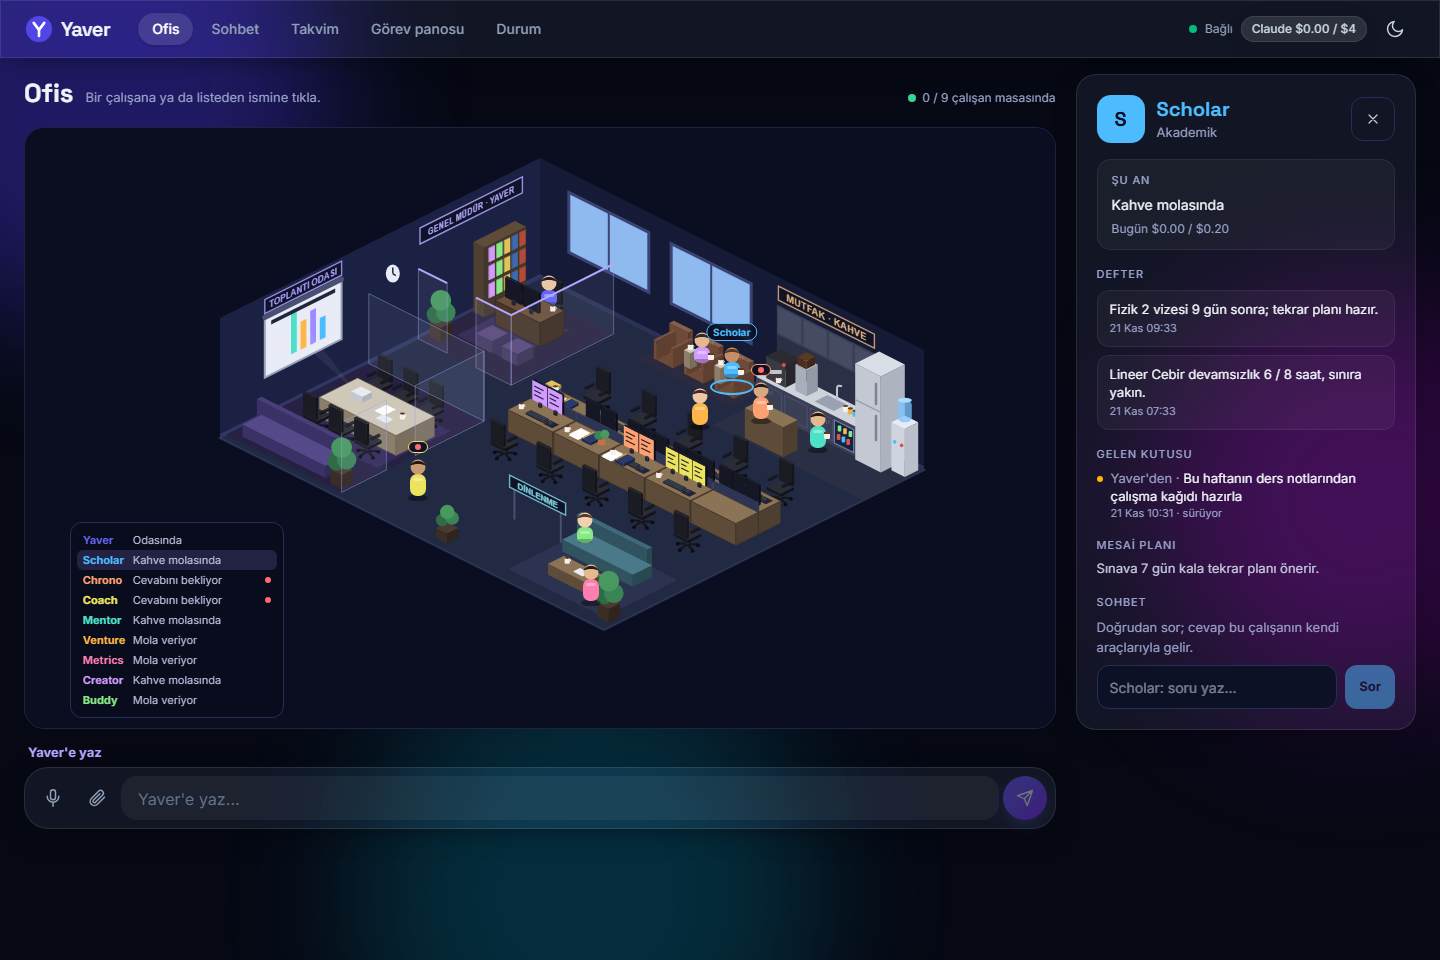 Yaver
Ofis
Sohbet
Takvim
Görev panosu
Durum
Bağlı
Claude $0.00 / $4
Ofis
Bir çalışana ya da listeden ismine tıkla.
0 / 9 çalışan masasında
GENEL MÜDÜR · YAVER
TOPLANTI ODASI
MUTFAK · KAHVE
Scholar
DİNLENME
Yaver Odasında
Scholar Kahve molasında
Chrono Cevabını bekliyor
Coach Cevabını bekliyor
Mentor Kahve molasında
Venture Mola veriyor
Metrics Mola veriyor
Creator Kahve molasında
Buddy Mola veriyor
Yaver'e yaz
Yaver'e yaz...
S
Scholar
Akademik
ŞU AN
Kahve molasında
Bugün $0.00 / $0.20
DEFTER
Fizik 2 vizesi 9 gün sonra; tekrar planı hazır.
21 Kas 09:33
Lineer Cebir devamsızlık 6 / 8 saat, sınıra
yakın.
21 Kas 07:33
GELEN KUTUSU
Yaver'den · Bu haftanın ders notlarından
çalışma kağıdı hazırla
21 Kas 10:31 · sürüyor
MESAİ PLANI
Sınava 7 gün kala tekrar planı önerir.
SOHBET
Doğrudan sor; cevap bu çalışanın kendi
araçlarıyla gelir.
Scholar: soru yaz...
Sor